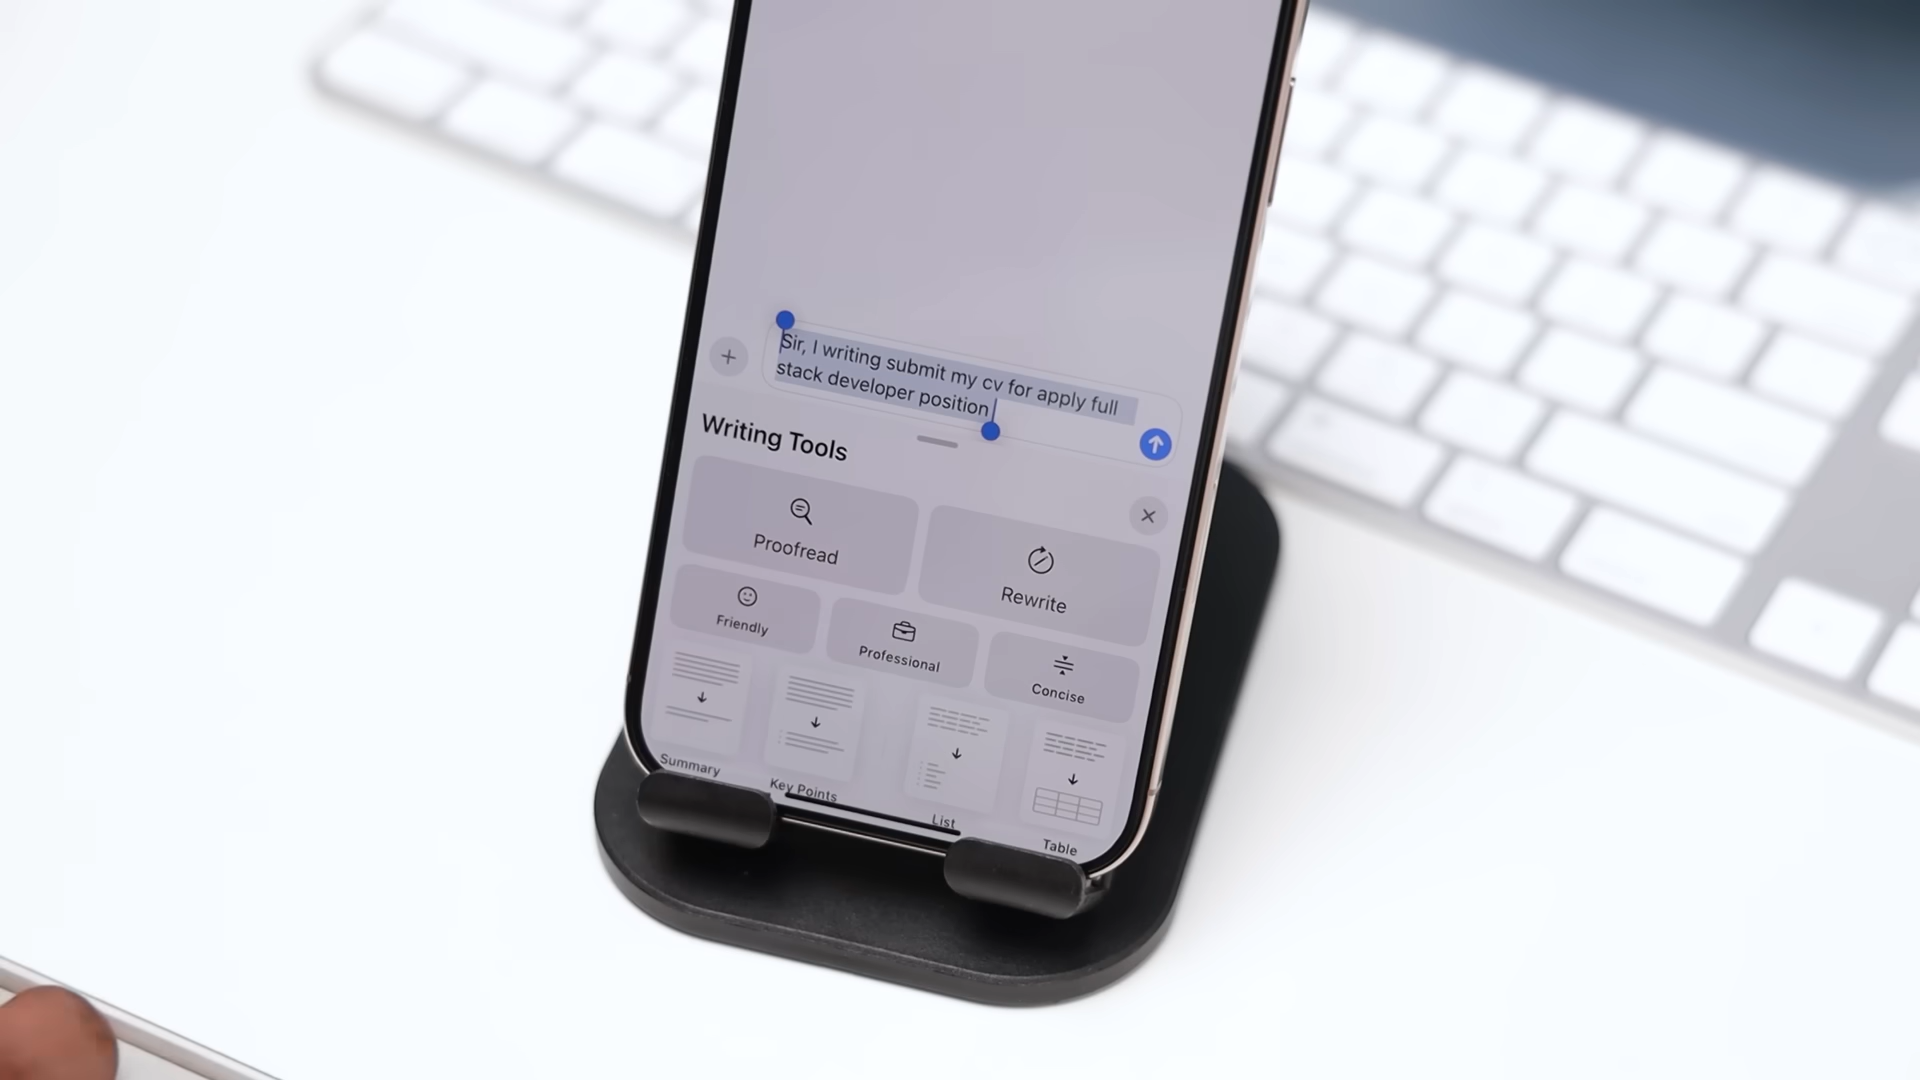 Sir, I writing submit my cv for apply full
stack developer position
Writing Tools
Proofread
Rewrite
Friendly
Professional
Concise
Summary
Key Points
List
Table